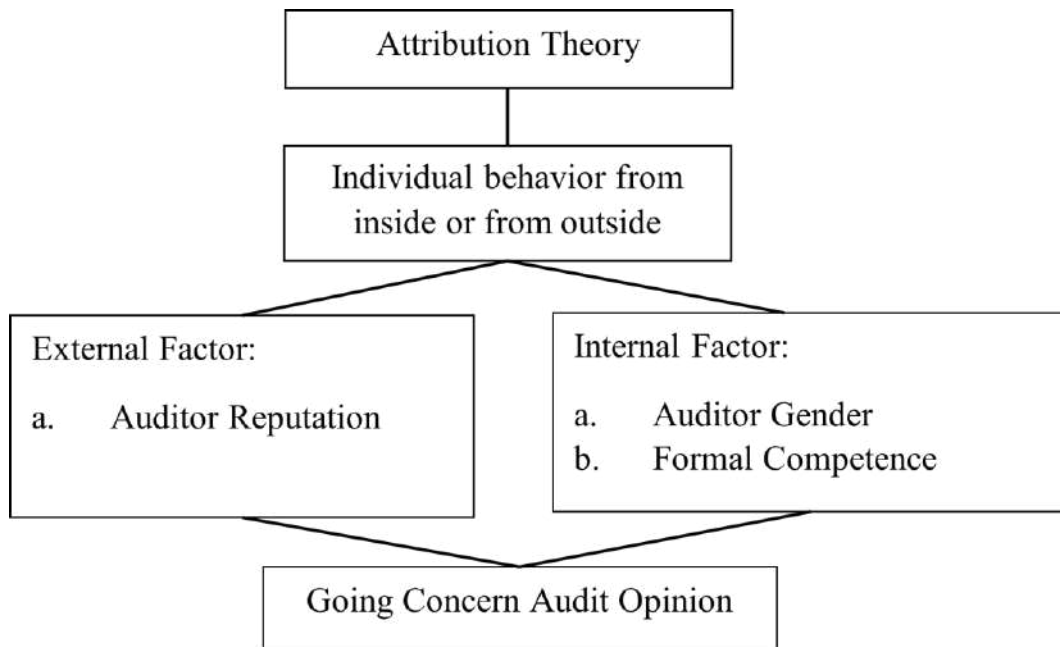 Attribution Theory
Individual behavior from
inside or from outside
External Factor:
a. Auditor Reputation
Internal Factor:
a. Auditor Gender
b. Formal Competence
Going Concern Audit Opinion